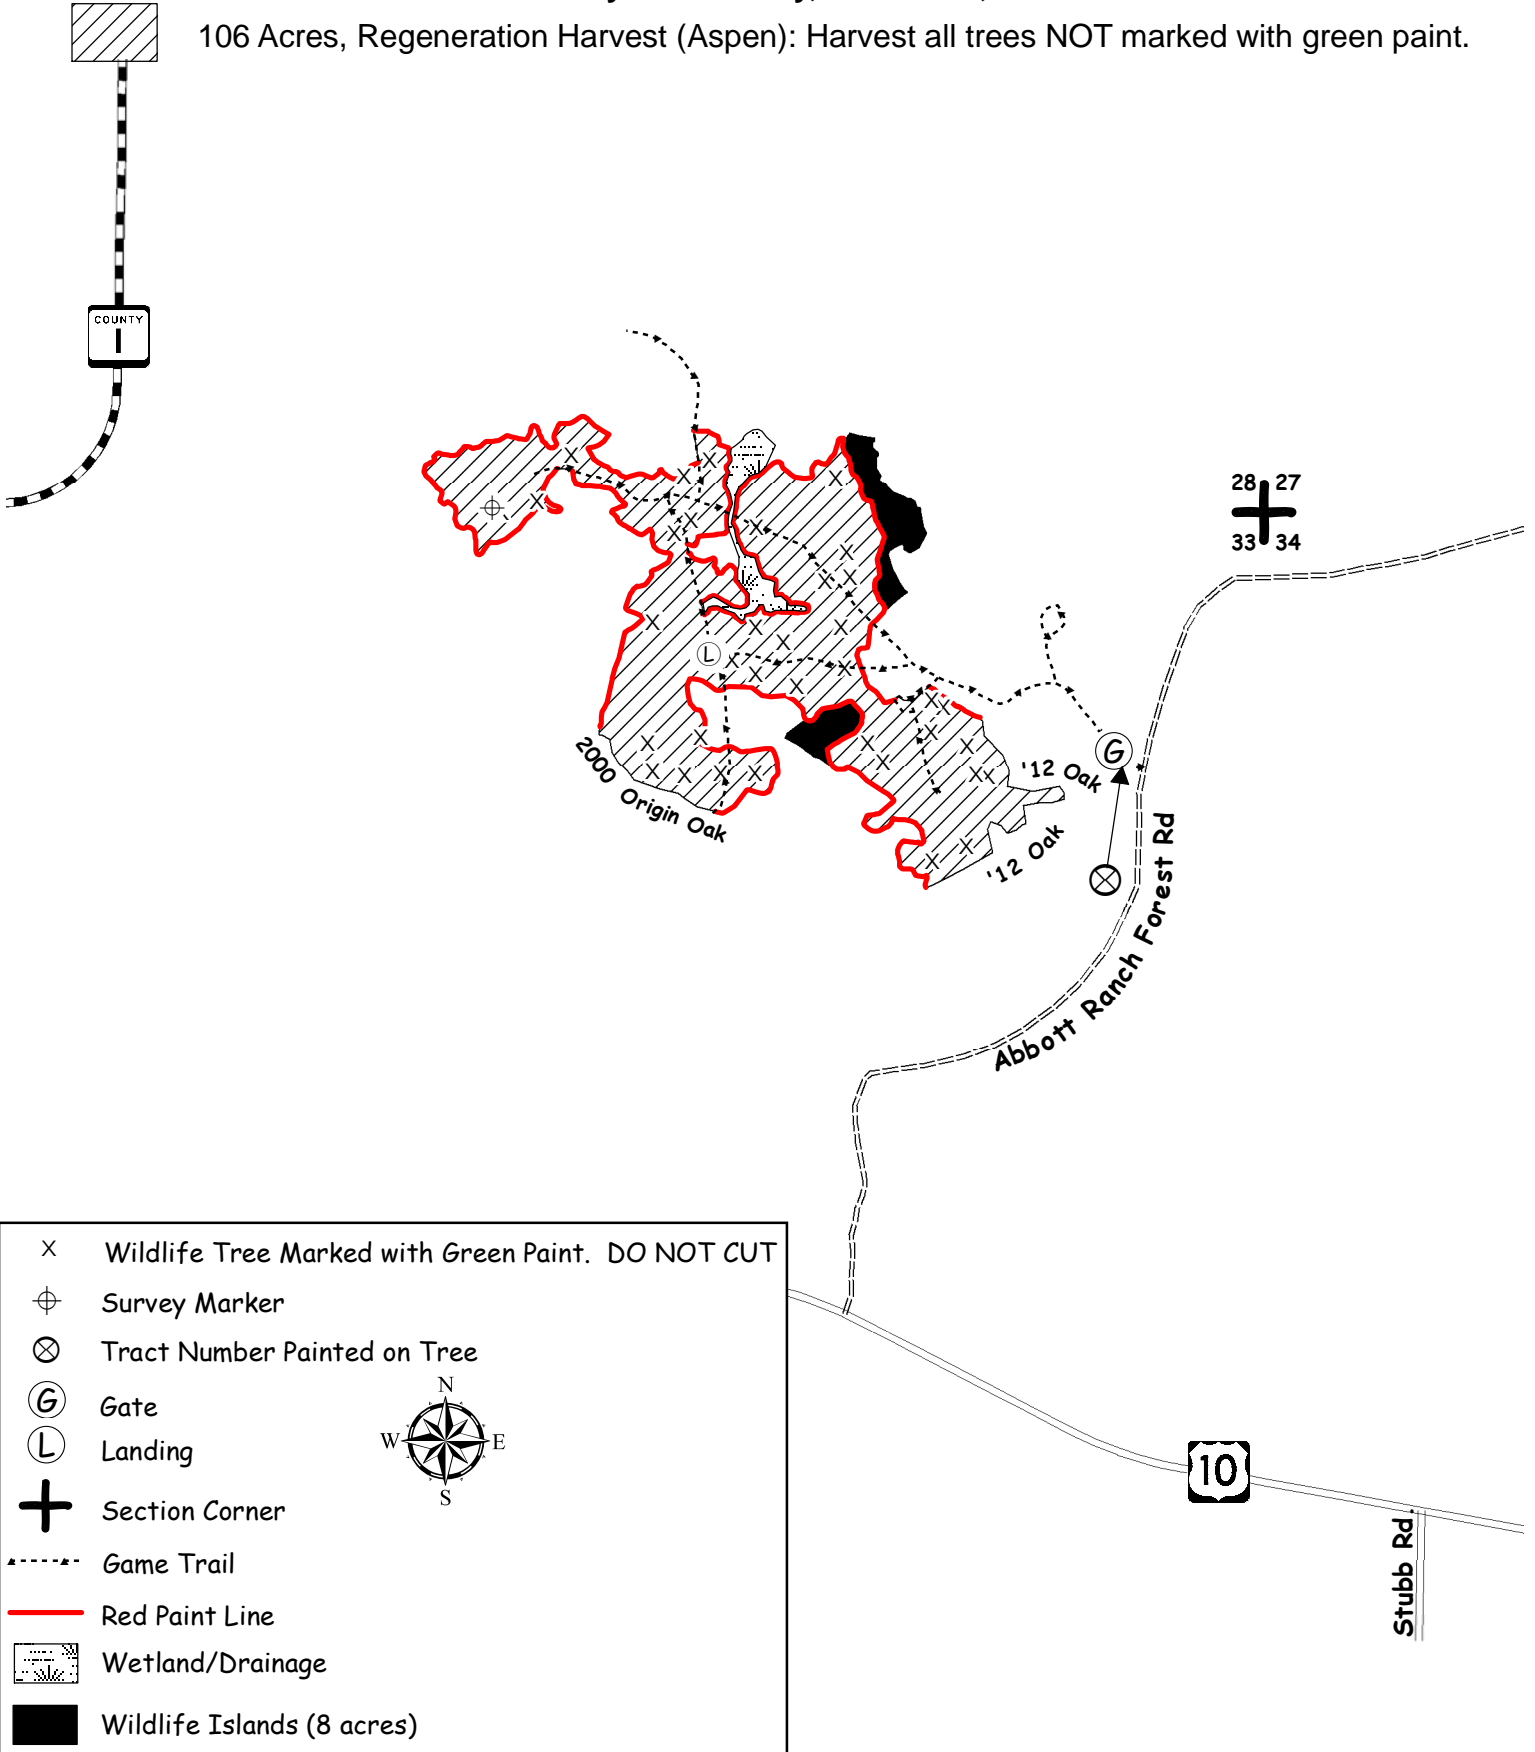 106 Acres, Regeneration Harvest (Aspen): Harvest all trees NOT marked with green paint.
COUNTY
I
28 27
33 34
L
G
2000 Origin Oak
'12 Oak
'12 Oak
Abbott Ranch Forest Rd
10
Stubb Rd.
X Wildlife Tree Marked with Green Paint. DO NOT CUT
Survey Marker
Tract Number Painted on Tree
G Gate
L Landing
Section Corner
Game Trail
Red Paint Line
Wetland/Drainage
Wildlife Islands (8 acres)
N
W E
S